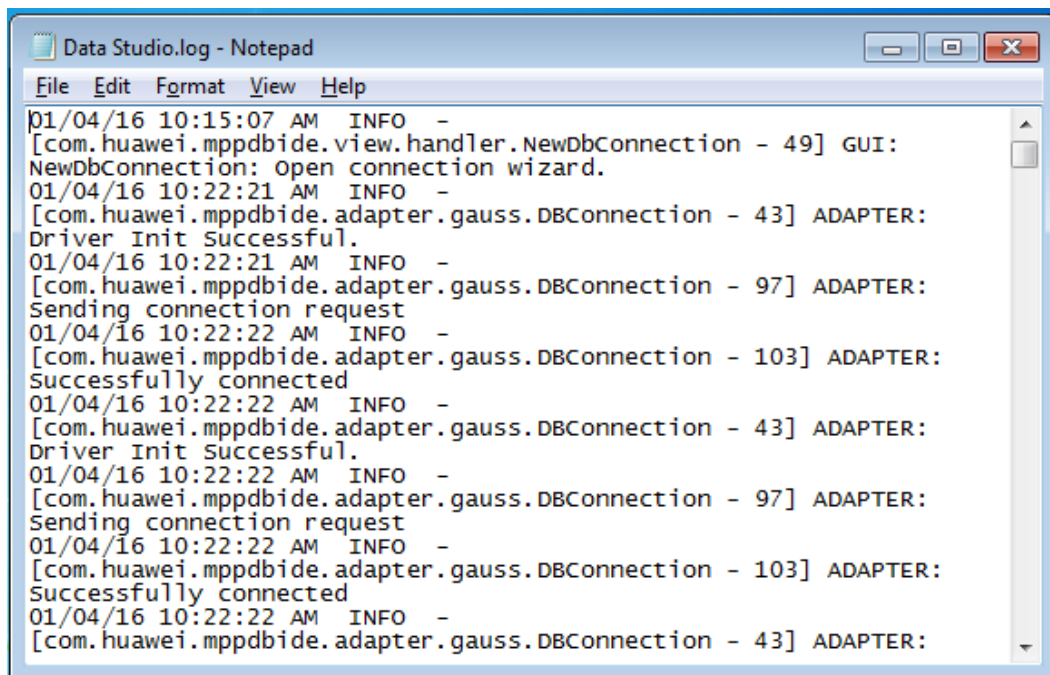 Data Studio.log - Notepad
File Edit Format View Help
01/04/16 10:15:07 AM  INFO  -
[com.huawei.mppdbide.view.handler.NewDbConnection - 49] GUI:
NewDbConnection: Open connection wizard.
01/04/16 10:22:21 AM  INFO  -
[com.huawei.mppdbide.adapter.gauss.DBConnection - 43] ADAPTER:
Driver Init Successful.
01/04/16 10:22:21 AM  INFO  -
[com.huawei.mppdbide.adapter.gauss.DBConnection - 97] ADAPTER:
Sending connection request
01/04/16 10:22:22 AM  INFO  -
[com.huawei.mppdbide.adapter.gauss.DBConnection - 103] ADAPTER:
Successfully connected
01/04/16 10:22:22 AM  INFO  -
[com.huawei.mppdbide.adapter.gauss.DBConnection - 43] ADAPTER:
Driver Init Successful.
01/04/16 10:22:22 AM  INFO  -
[com.huawei.mppdbide.adapter.gauss.DBConnection - 97] ADAPTER:
Sending connection request
01/04/16 10:22:22 AM  INFO  -
[com.huawei.mppdbide.adapter.gauss.DBConnection - 103] ADAPTER:
Successfully connected
01/04/16 10:22:22 AM  INFO  -
[com.huawei.mppdbide.adapter.gauss.DBConnection - 43] ADAPTER: